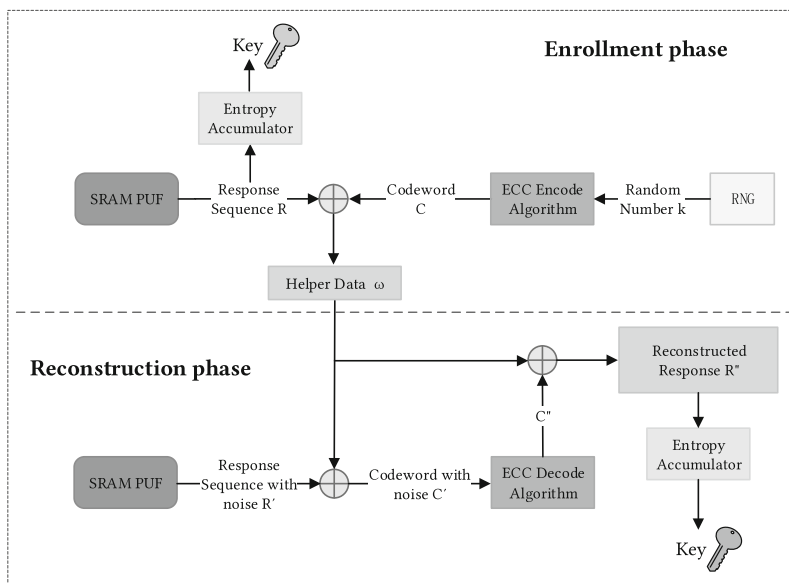 Key
Enrollment phase
Entropy
Accumulator
SRAM PUF
Response
Sequence R
Codeword
C
ECC Encode
Algorithm
Random
Number k
RNG
Helper Data ω
Reconstruction phase
Reconstructed
Response R"
C"
Entropy
Accumulator
SRAM PUF
Response
Sequence with
noise R′
Codeword with
noise C′
ECC Decode
Algorithm
Key